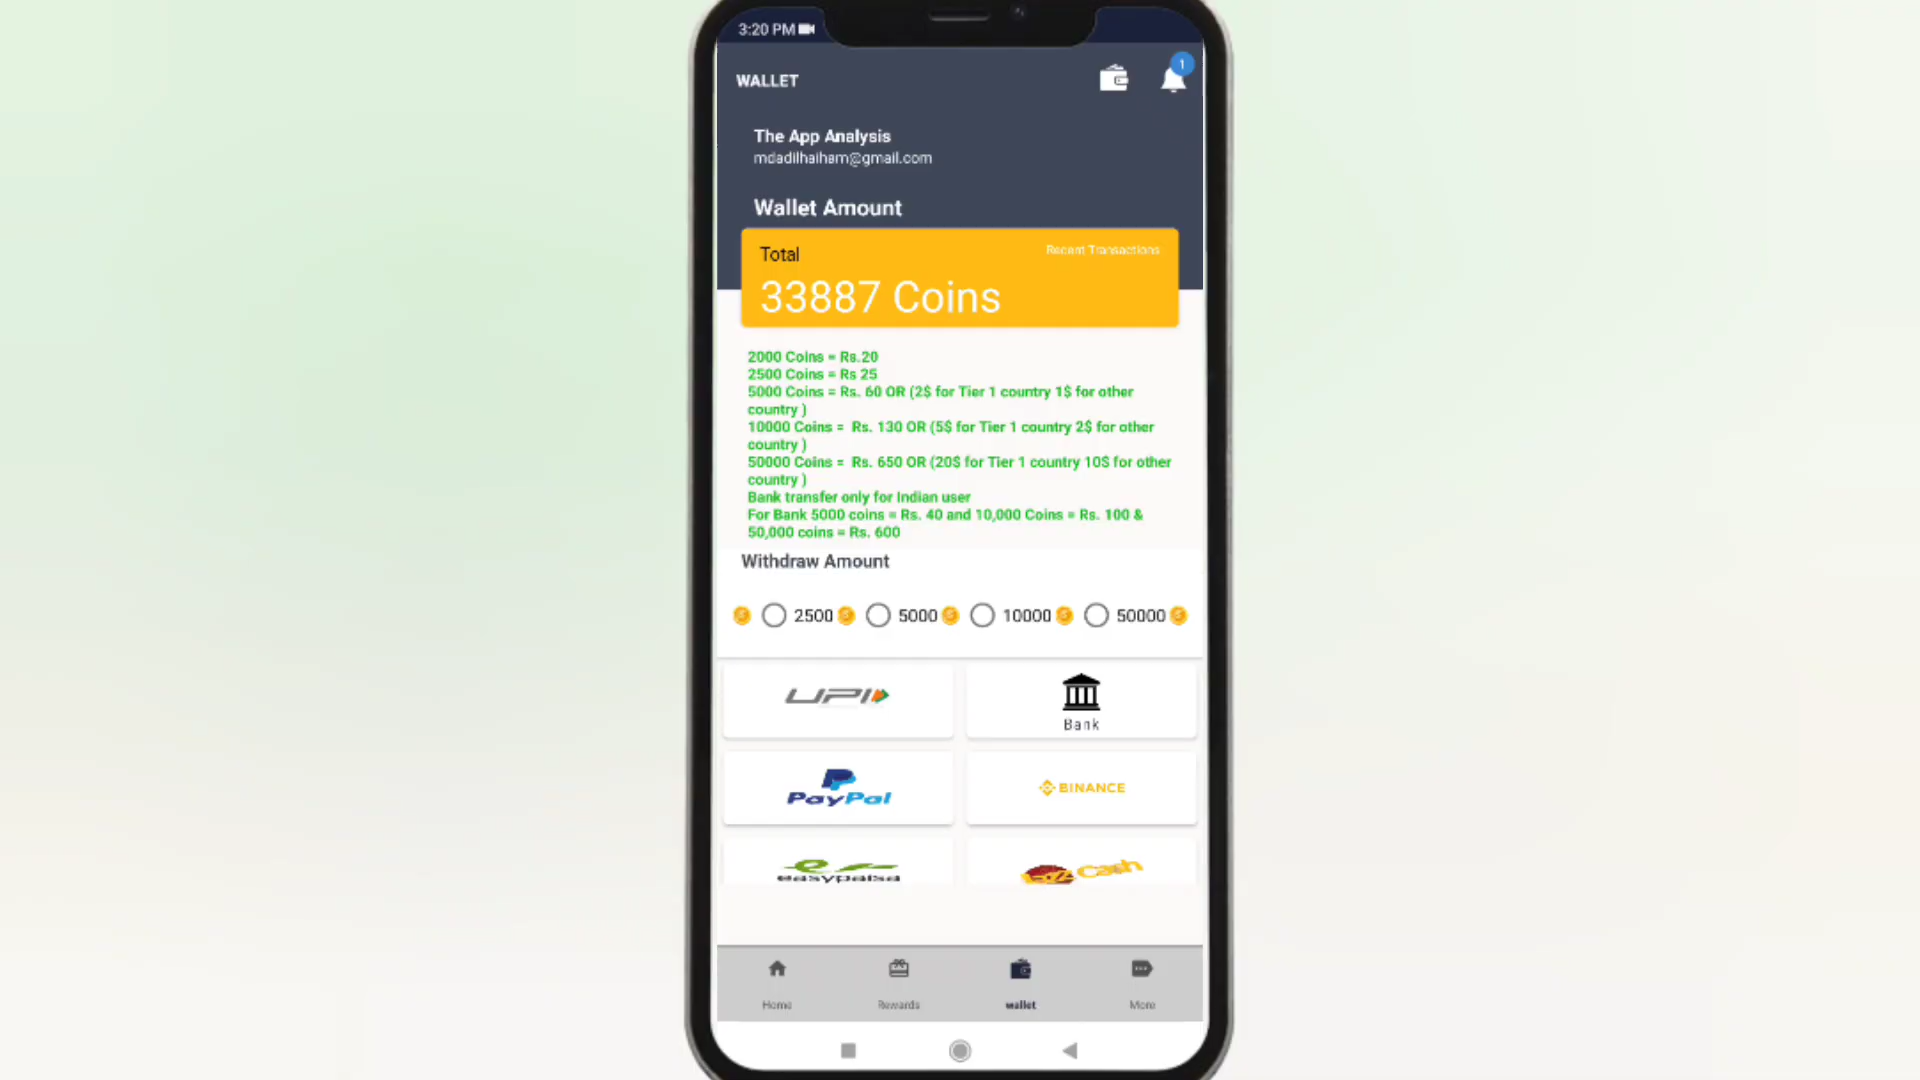 3:20 PM
1
WALLET
The App Analysis
mdadilhaiham@gmail.com
Wallet Amount
Total
Recent Transactions
33887 Coins
2000 Coins = Rs.20
2500 Coins = Rs 25
5000 Coins = Rs. 60 OR (2$ for Tier 1 country 1$ for other
country )
10000 Coins =  Rs. 130 OR (5$ for Tier 1 country 2$ for other
country )
50000 Coins =  Rs. 650 OR (20$ for Tier 1 country 10$ for other
country )
Bank transfer only for Indian user
For Bank 5000 coins = Rs. 40 and 10,000 Coins = Rs. 100 &
50,000 coins = Rs. 600
Withdraw Amount
2500 5000 10000 50000
UPI
Bank
PayPal
BINANCE
easypaisa
Cash
Home Rewards wallet More